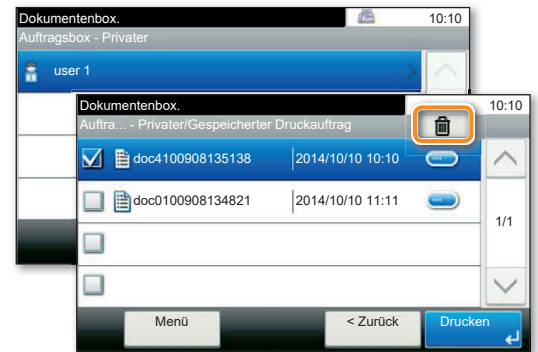 Dokumentenbox.
10:10
Auftragsbox - Privater
user 1
Dokumentenbox.
10:10
Auftra... - Privater/Gespeicherter Druckauftrag
doc4100908135138 2014/10/10 10:10
doc0100908134821 2014/10/10 11:11
1/1
Menü
< Zurück
Drucken